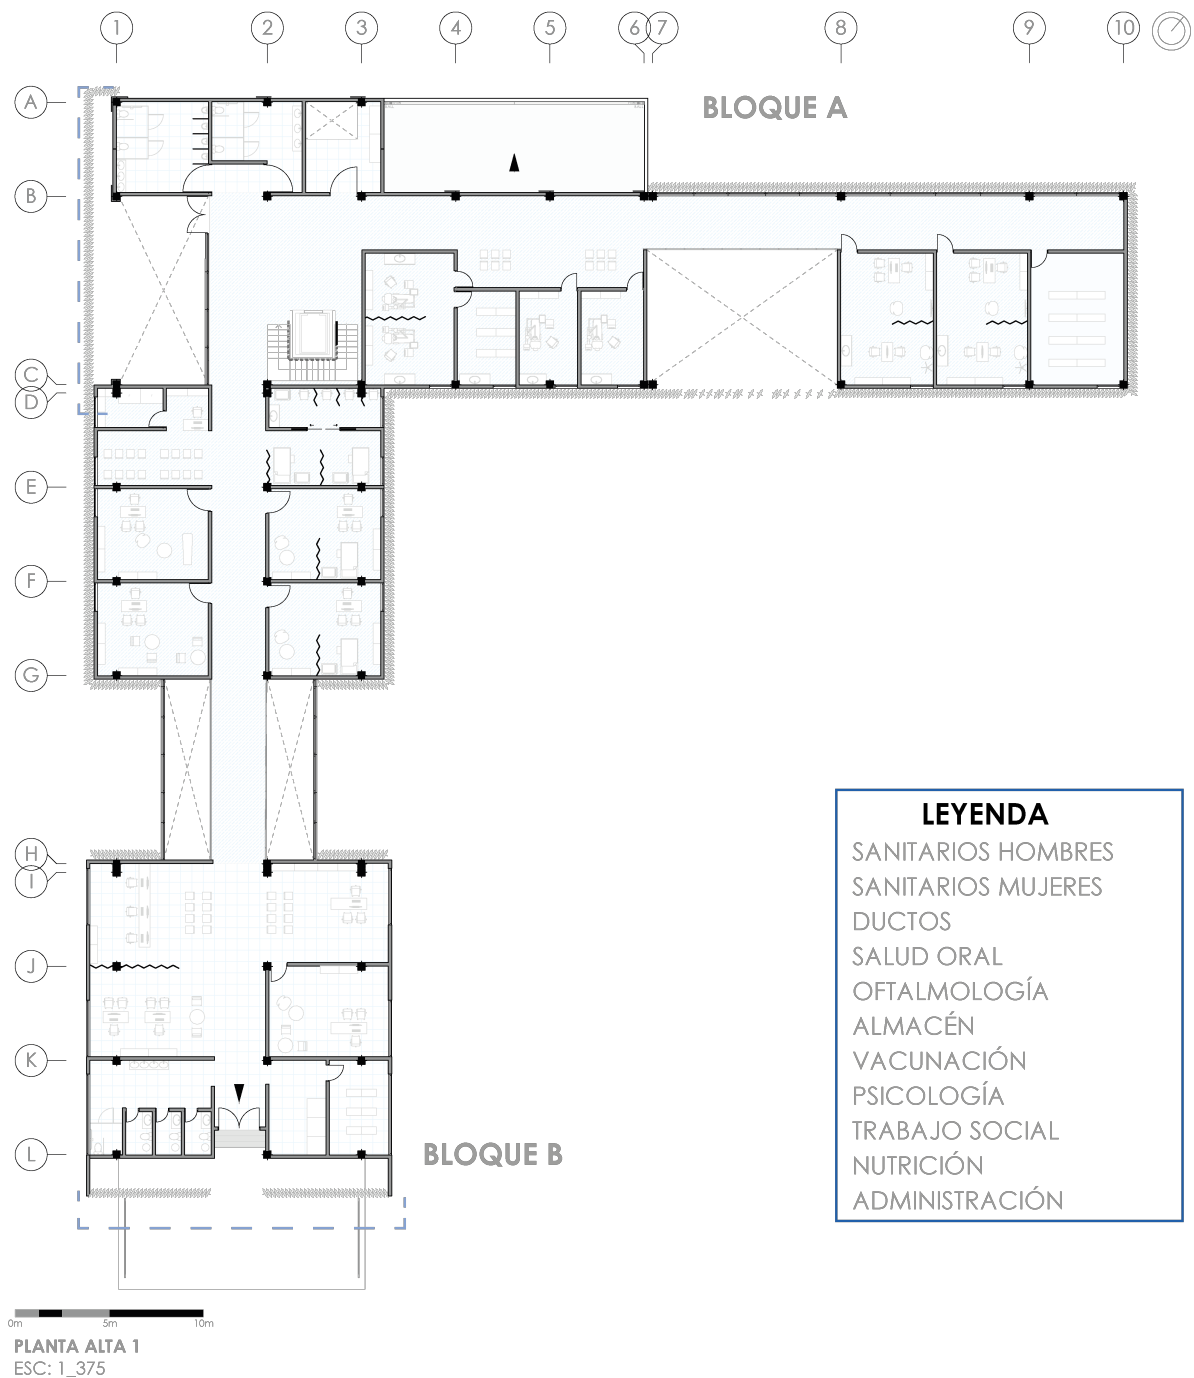 1 2 3 4 5 6 7 8 9 10
A
BLOQUE A
B
C
D
E
F
G
H
I
J
K
L
LEYENDA
SANITARIOS HOMBRES
SANITARIOS MUJERES
DUCTOS
SALUD ORAL
OFTALMOLOGÍA
ALMACÉN
VACUNACIÓN
PSICOLOGÍA
TRABAJO SOCIAL
NUTRICIÓN
ADMINISTRACIÓN
BLOQUE B
0m 5m 10m
PLANTA ALTA 1
ESC: 1_375